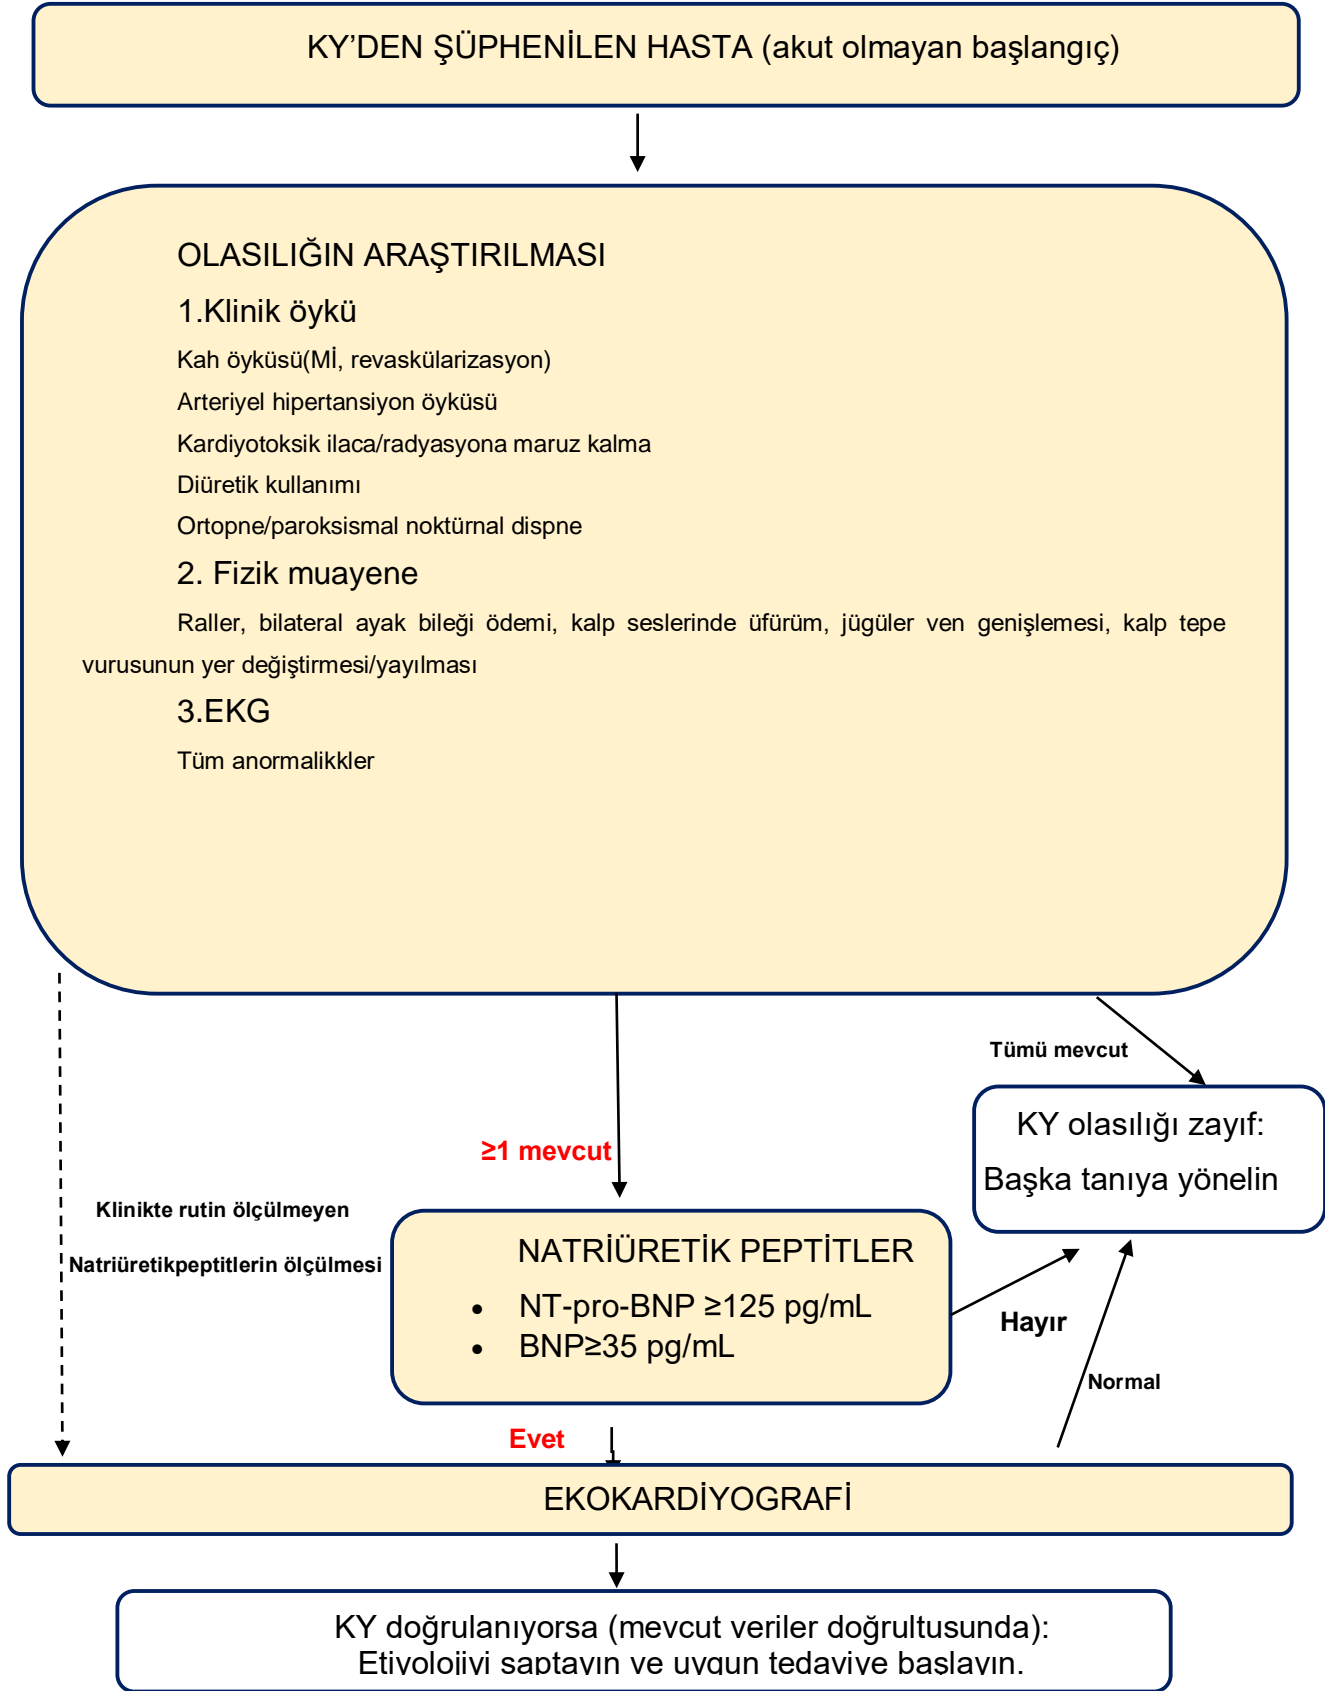 KY’DEN ŞÜPHENİLEN HASTA (akut olmayan başlangıç)
OLASILIĞIN ARAŞTIRILMASI
1.Klinik öykü
Kah öyküsü(Mİ, revaskülarizasyon)
Arteriyel hipertansiyon öyküsü
Kardiyotoksik ilaca/radyasyona maruz kalma
Diüretik kullanımı
Ortopne/paroksismal noktürnal dispne
2. Fizik muayene
Raller, bilateral ayak bileği ödemi, kalp seslerinde üfürüm, jügüler ven genişlemesi, kalp tepe
vurusunun yer değiştirmesi/yayılması
3.EKG
Tüm anormalikkler
Tümü mevcut
KY olasılığı zayıf:
Başka tanıya yönelin
≥1 mevcut
Klinikte rutin ölçülmeyen
Natriüretikpeptitlerin ölçülmesi
NATRİÜRETİK PEPTİTLER
• NT-pro-BNP ≥125 pg/mL
• BNP≥35 pg/mL
Hayır
Normal
Evet
EKOKARDİYOGRAFİ
KY doğrulanıyorsa (mevcut veriler doğrultusunda):
Etiyolojiyi saptayın ve uygun tedaviye başlayın.